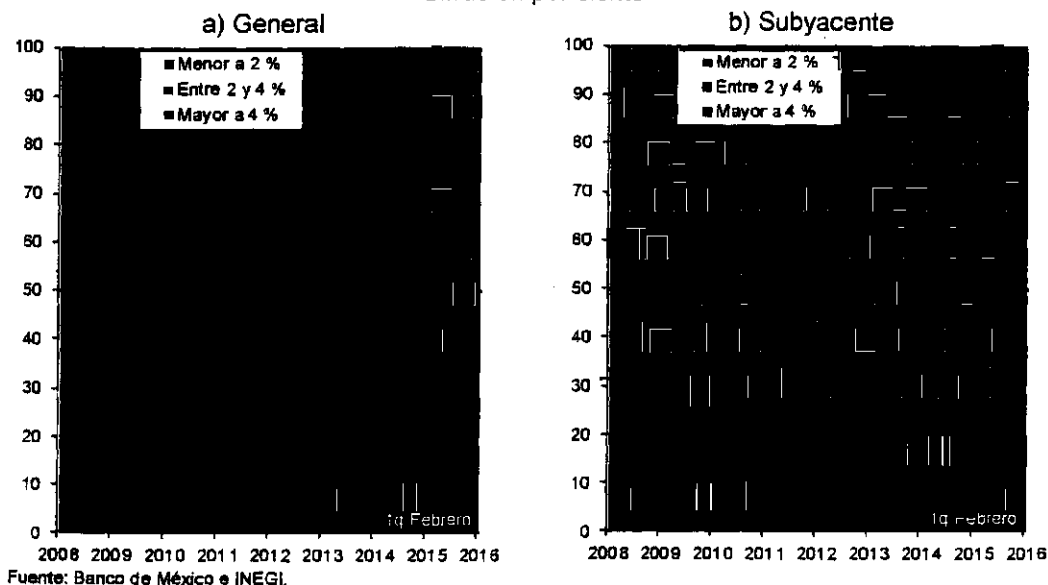 a) General
100
90
80
70
60
50
40
30
20
10
0
Menor a 2 %
Entre 2 y 4 %
Mayor a 4 %
1q Febrero
2008 2009 2010 2011 2012 2013 2014 2015 2016
b) Subyacente
100
90
80
70
60
50
40
30
20
10
0
Menor a 2 %
Entre 2 y 4 %
Mayor a 4 %
1q Febrero
2008 2009 2010 2011 2012 2013 2014 2015 2016
Fuente: Banco de México e INEGI.